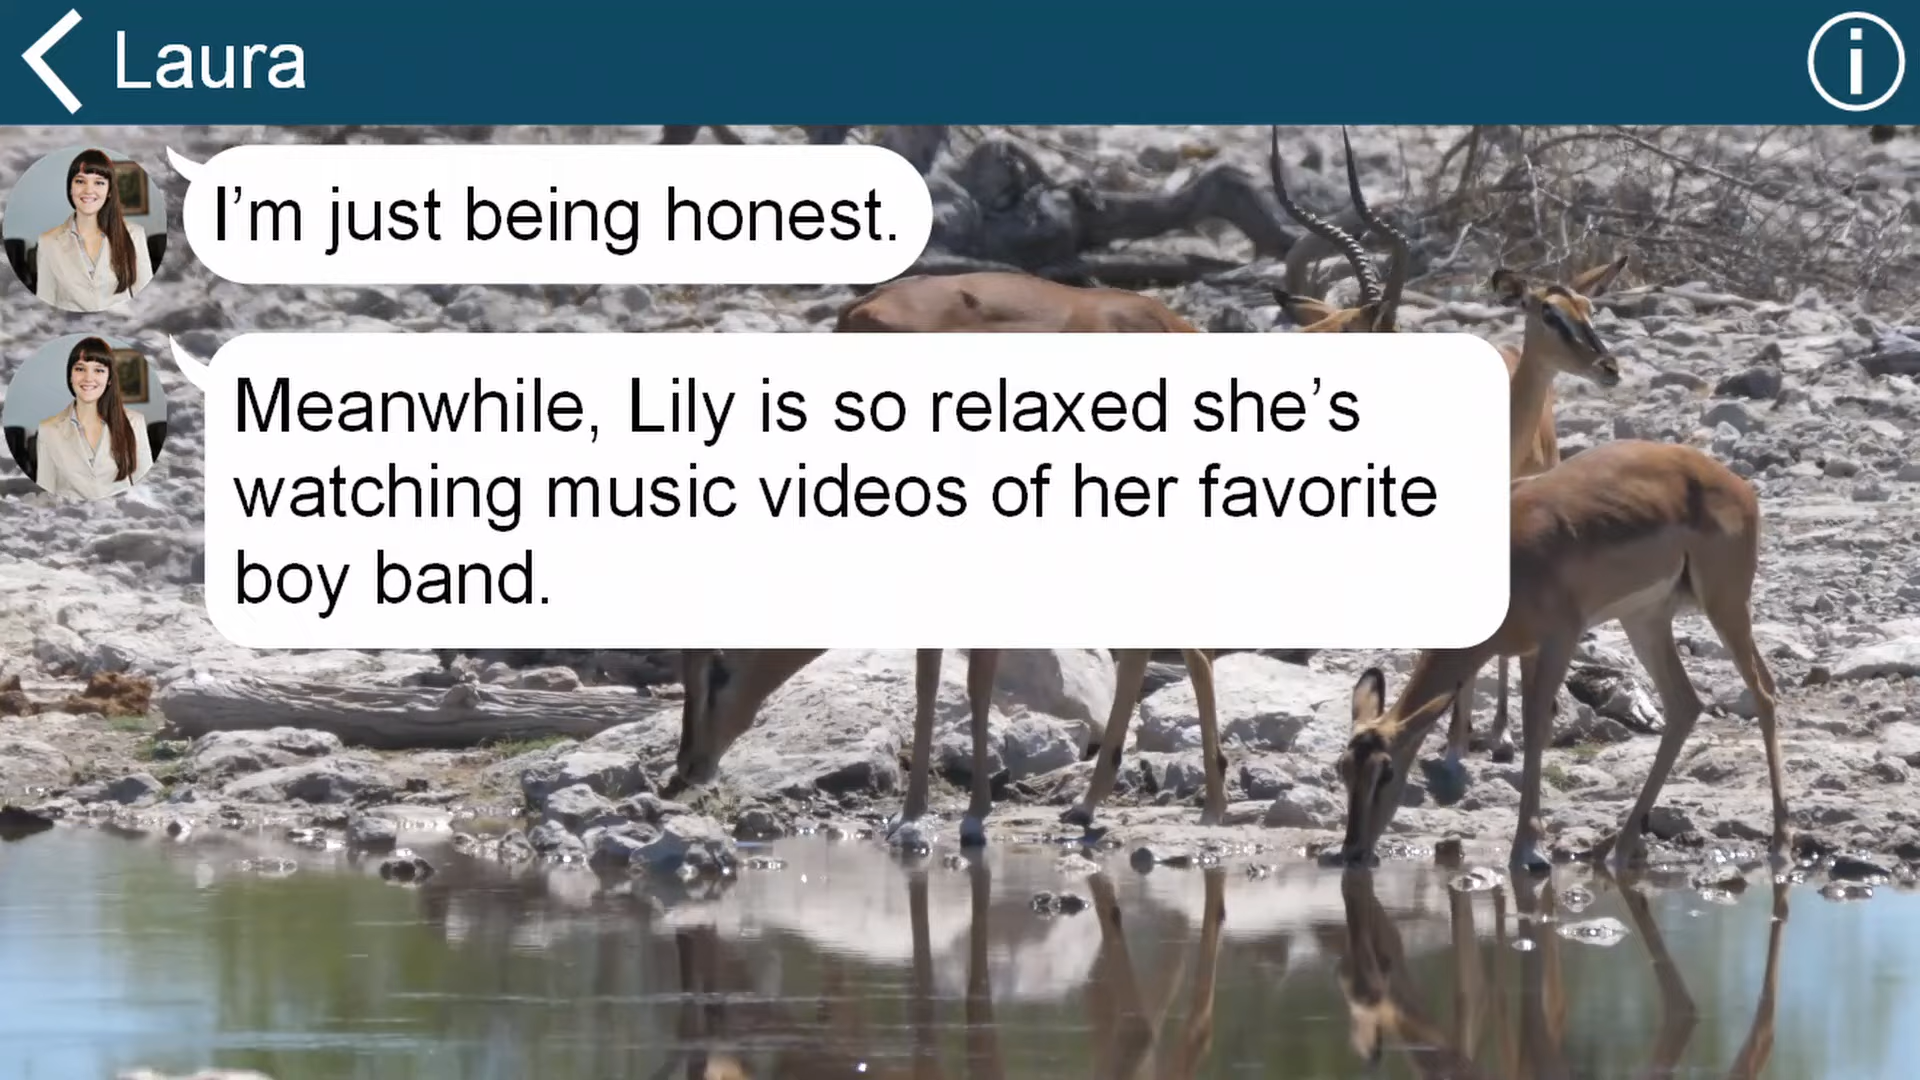 Laura
I’m just being honest.
Meanwhile, Lily is so relaxed she’s
watching music videos of her favorite
boy band.